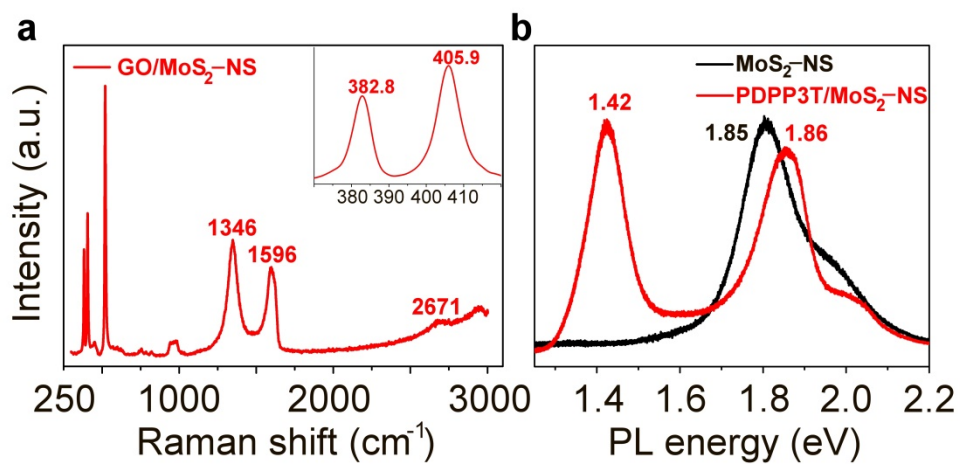 a
GO/MoS₂–NS
382.8
405.9
380 390 400 410
1346
1596
2671
Intensity (a.u.)
250 1000 2000 3000
Raman shift (cm⁻¹)
b
MoS₂–NS
PDPP3T/MoS₂–NS
1.42
1.85
1.86
1.4 1.6 1.8 2.0 2.2
PL energy (eV)